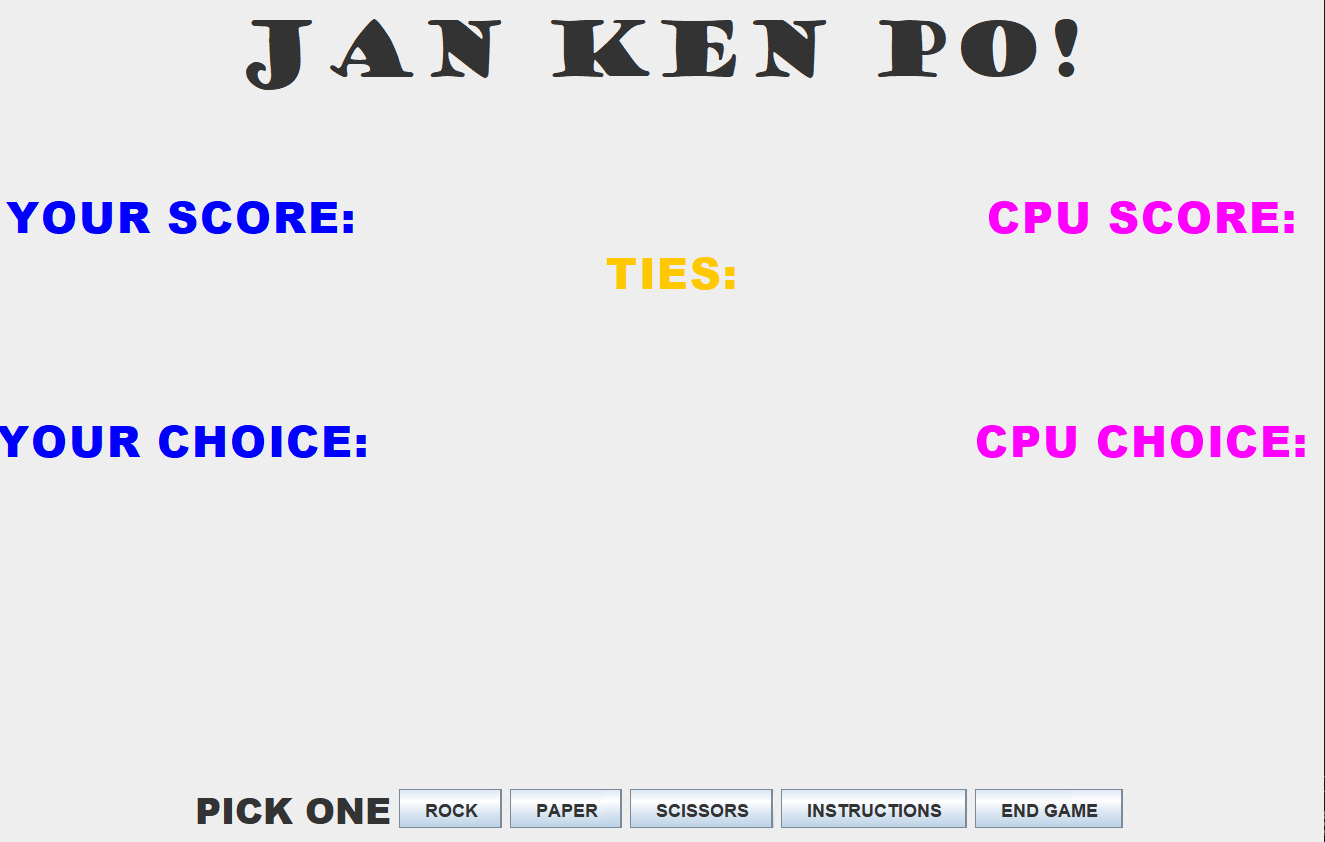 JAN KEN PO!
YOUR SCORE:
CPU SCORE:
TIES:
YOUR CHOICE:
CPU CHOICE:
PICK ONE ROCK PAPER SCISSORS INSTRUCTIONS END GAME